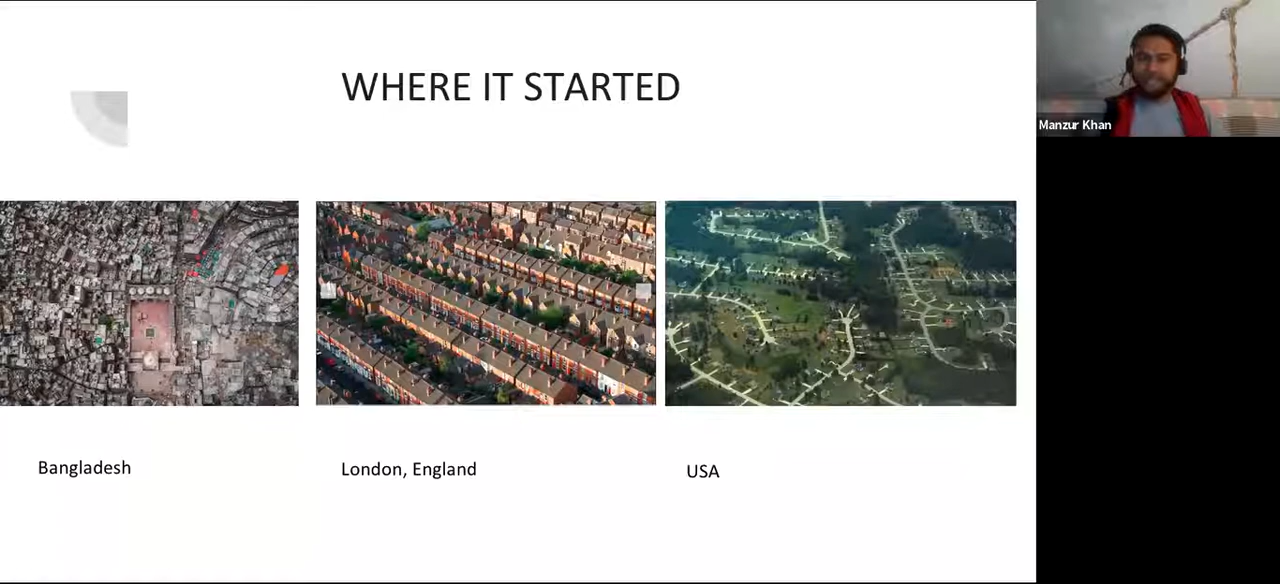 WHERE IT STARTED
Manzur Khan
Bangladesh
London, England
USA